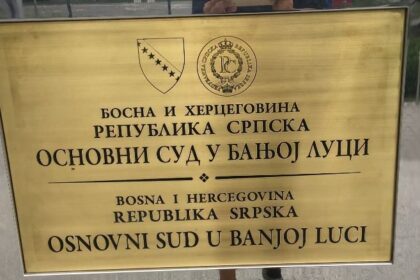 БОСНА И ХЕРЦЕГОВИНА
РЕПУБЛИКА СРПСКА
ОСНОВНИ СУД У БАЊОЈ ЛУЦИ
BOSNA I HERCEGOVINA
REPUBLIKA SRPSKA
OSNOVNI SUD U BANJOJ LUCI